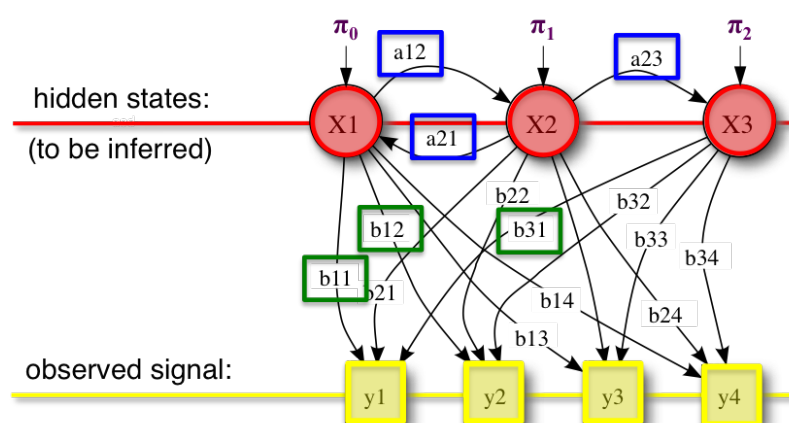 π0 π1 π2
a12 a23
hidden states:
X1 X2 X3
(to be inferred)
a21
b22 b32
b12 b31 b33
b34
b11 b21
b14 b24
b13
observed signal:
y1 y2 y3 y4